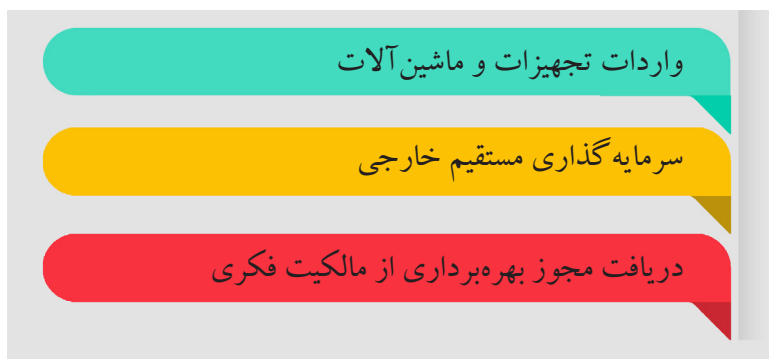 واردات تجهیزات و ماشین‌آلات
سرمایه‌گذاری مستقیم خارجی
دریافت مجوز بهره‌برداری از مالکیت فکری